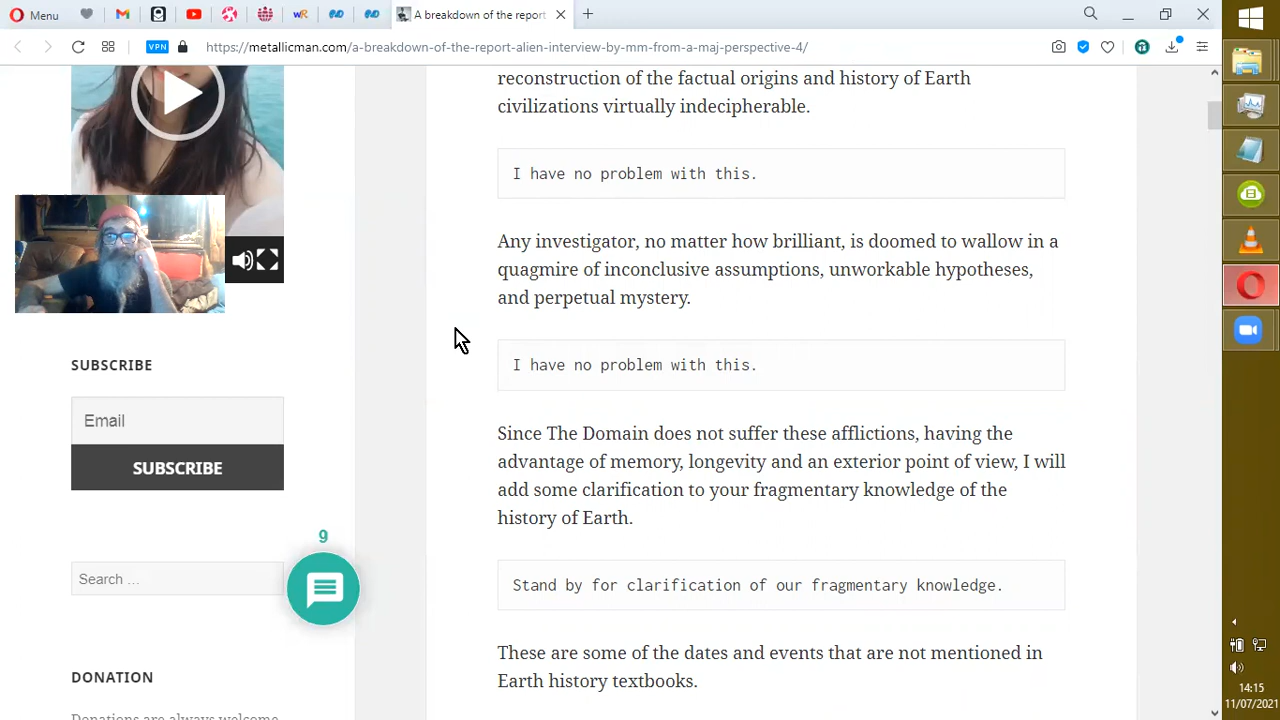 Menu
A breakdown of the report
VPN
https://metallicman.com/a-breakdown-of-the-report-alien-interview-by-mm-from-a-maj-perspective-4/
reconstruction of the factual origins and history of Earth
civilizations virtually indecipherable.
I have no problem with this.
Any investigator, no matter how brilliant, is doomed to wallow in a
quagmire of inconclusive assumptions, unworkable hypotheses,
and perpetual mystery.
I have no problem with this.
Since The Domain does not suffer these afflictions, having the
advantage of memory, longevity and an exterior point of view, I will
add some clarification to your fragmentary knowledge of the
history of Earth.
Stand by for clarification of our fragmentary knowledge.
These are some of the dates and events that are not mentioned in
Earth history textbooks.
SUBSCRIBE
Email
SUBSCRIBE
9
Search ...
DONATION
Donations are always welcome
14:15
11/07/2021